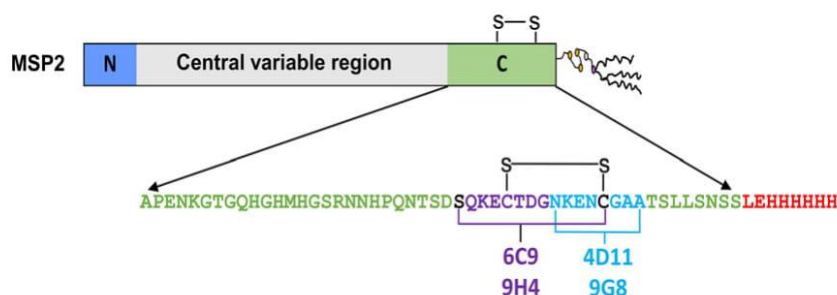 S S
MSP2 N Central variable region C
S S
APENKGTGQHGHMHGSRNNHPQNTSDSQKECTDGNKENCGAATSLLSNSSLEHHHHHH
6C9 4D11
9H4 9G8